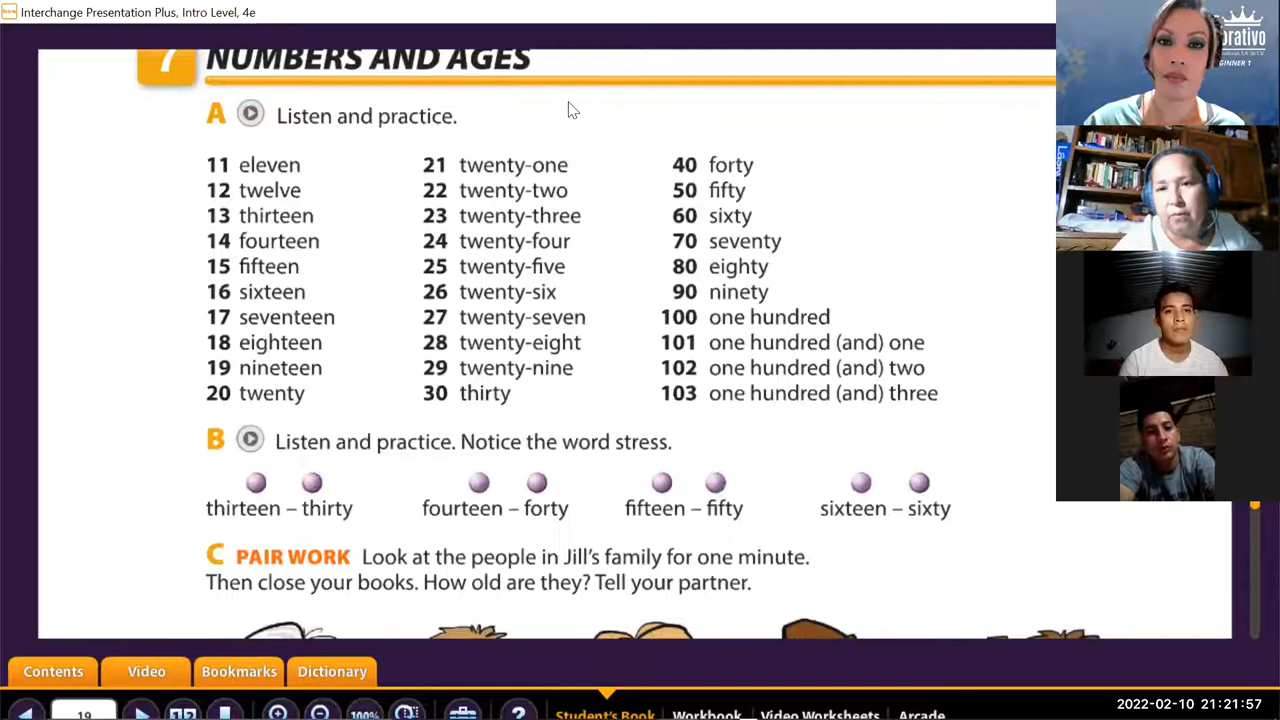 Interchange Presentation Plus, Intro Level, 4e
7 NUMBERS AND AGES
A Listen and practice.
11 eleven
12 twelve
13 thirteen
14 fourteen
15 fifteen
16 sixteen
17 seventeen
18 eighteen
19 nineteen
20 twenty
21 twenty-one
22 twenty-two
23 twenty-three
24 twenty-four
25 twenty-five
26 twenty-six
27 twenty-seven
28 twenty-eight
29 twenty-nine
30 thirty
40 forty
50 fifty
60 sixty
70 seventy
80 eighty
90 ninety
100 one hundred
101 one hundred (and) one
102 one hundred (and) two
103 one hundred (and) three
B Listen and practice. Notice the word stress.
thirteen – thirty fourteen – forty fifteen – fifty sixteen – sixty
C PAIR WORK Look at the people in Jill's family for one minute.
Then close your books. How old are they? Tell your partner.
Contents Video Bookmarks Dictionary
19 100% ? Student's Book Workbook Video Worksheets Arcade
orativo
GINNER 1
2022-02-10 21:21:57